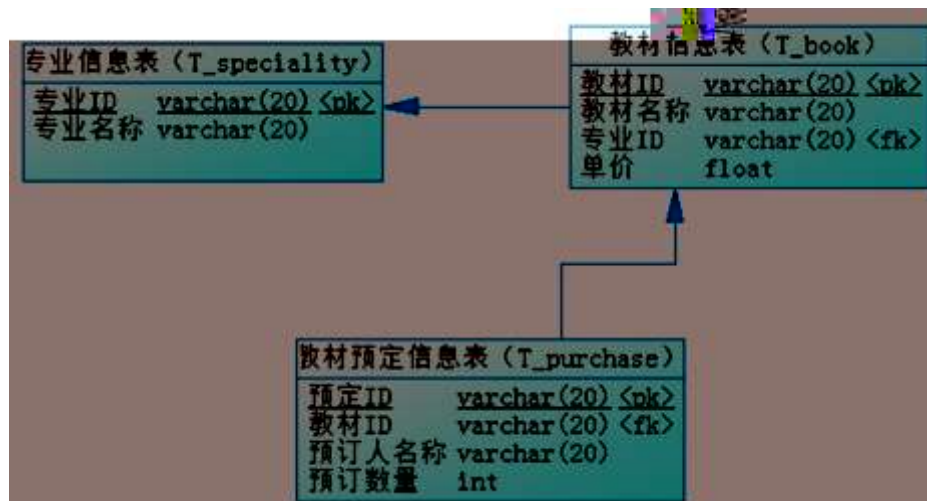 专业信息表（T_speciality）
专业ID varchar(20) <pk>
专业名称 varchar(20)
教材信息表（T_book）
教材ID varchar(20) <pk>
教材名称 varchar(20)
专业ID varchar(20) <fk>
单价 float
教材预定信息表（T_purchase）
预定ID varchar(20) <pk>
教材ID varchar(20) <fk>
预订人名称 varchar(20)
预订数量 int